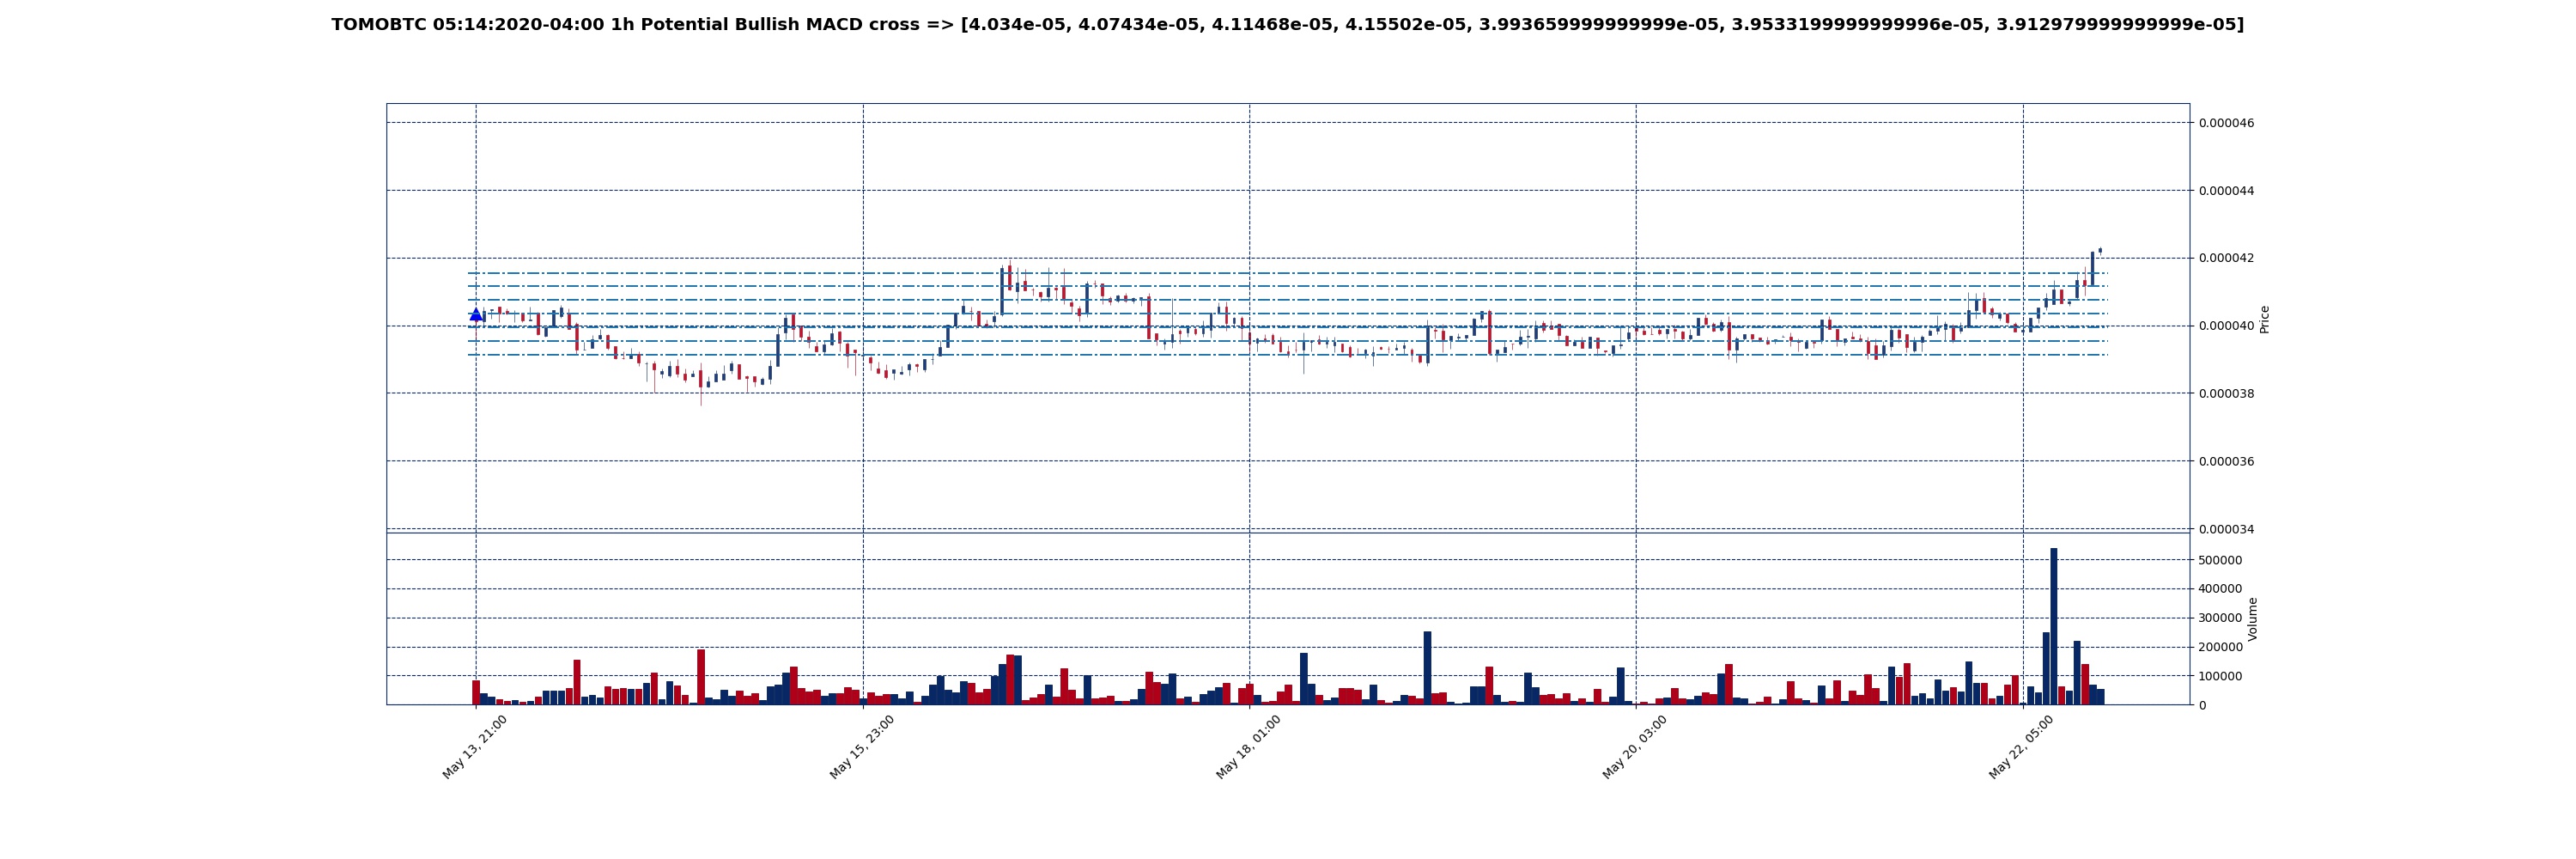 TOMOBTC 05:14:2020-04:00 1h Potential Bullish MACD cross => [4.034e-05, 4.07434e-05, 4.11468e-05, 4.15502e-05, 3.993659999999999e-05, 3.9533199999999996e-05, 3.912979999999999e-05]
0.000046
0.000044
0.000042
0.000040
0.000038
0.000036
0.000034
Price
500000
400000
300000
200000
100000
0
Volume
May 13, 21:00
May 15, 23:00
May 18, 01:00
May 20, 03:00
May 22, 05:00